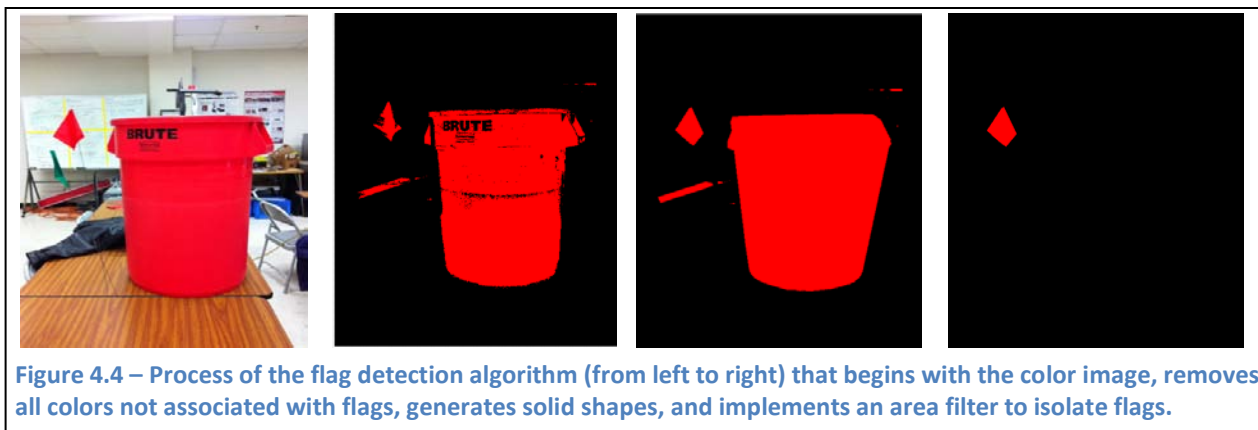 BRUTE
BRUTE
Figure 4.4 – Process of the flag detection algorithm (from left to right) that begins with the color image, removes
all colors not associated with flags, generates solid shapes, and implements an area filter to isolate flags.